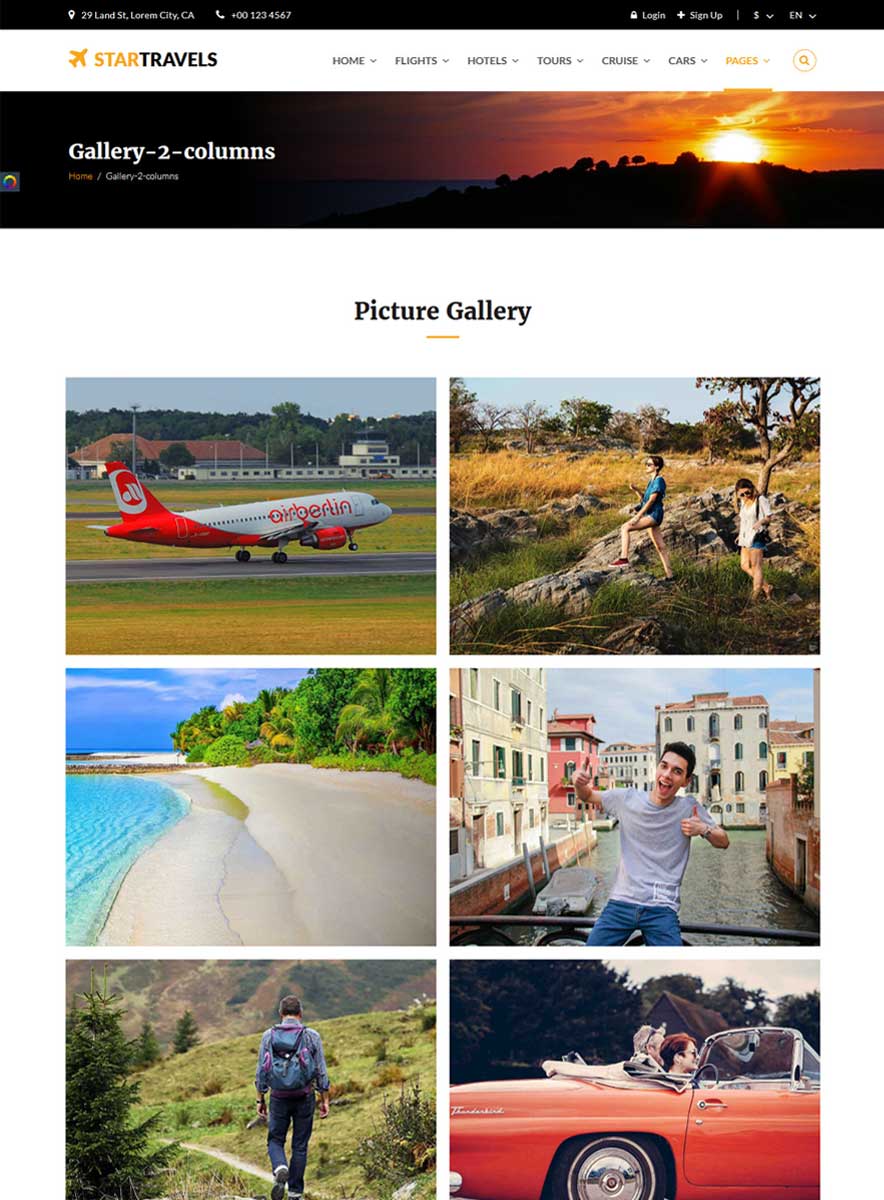 29 Land St, Lorem City, CA +00 123 4567 Login Sign Up | $ EN
STARTRAVELS HOME FLIGHTS HOTELS TOURS CRUISE CARS PAGES
Gallery-2-columns
Home / Gallery-2-columns
Picture Gallery
airberlin
Thunderbird